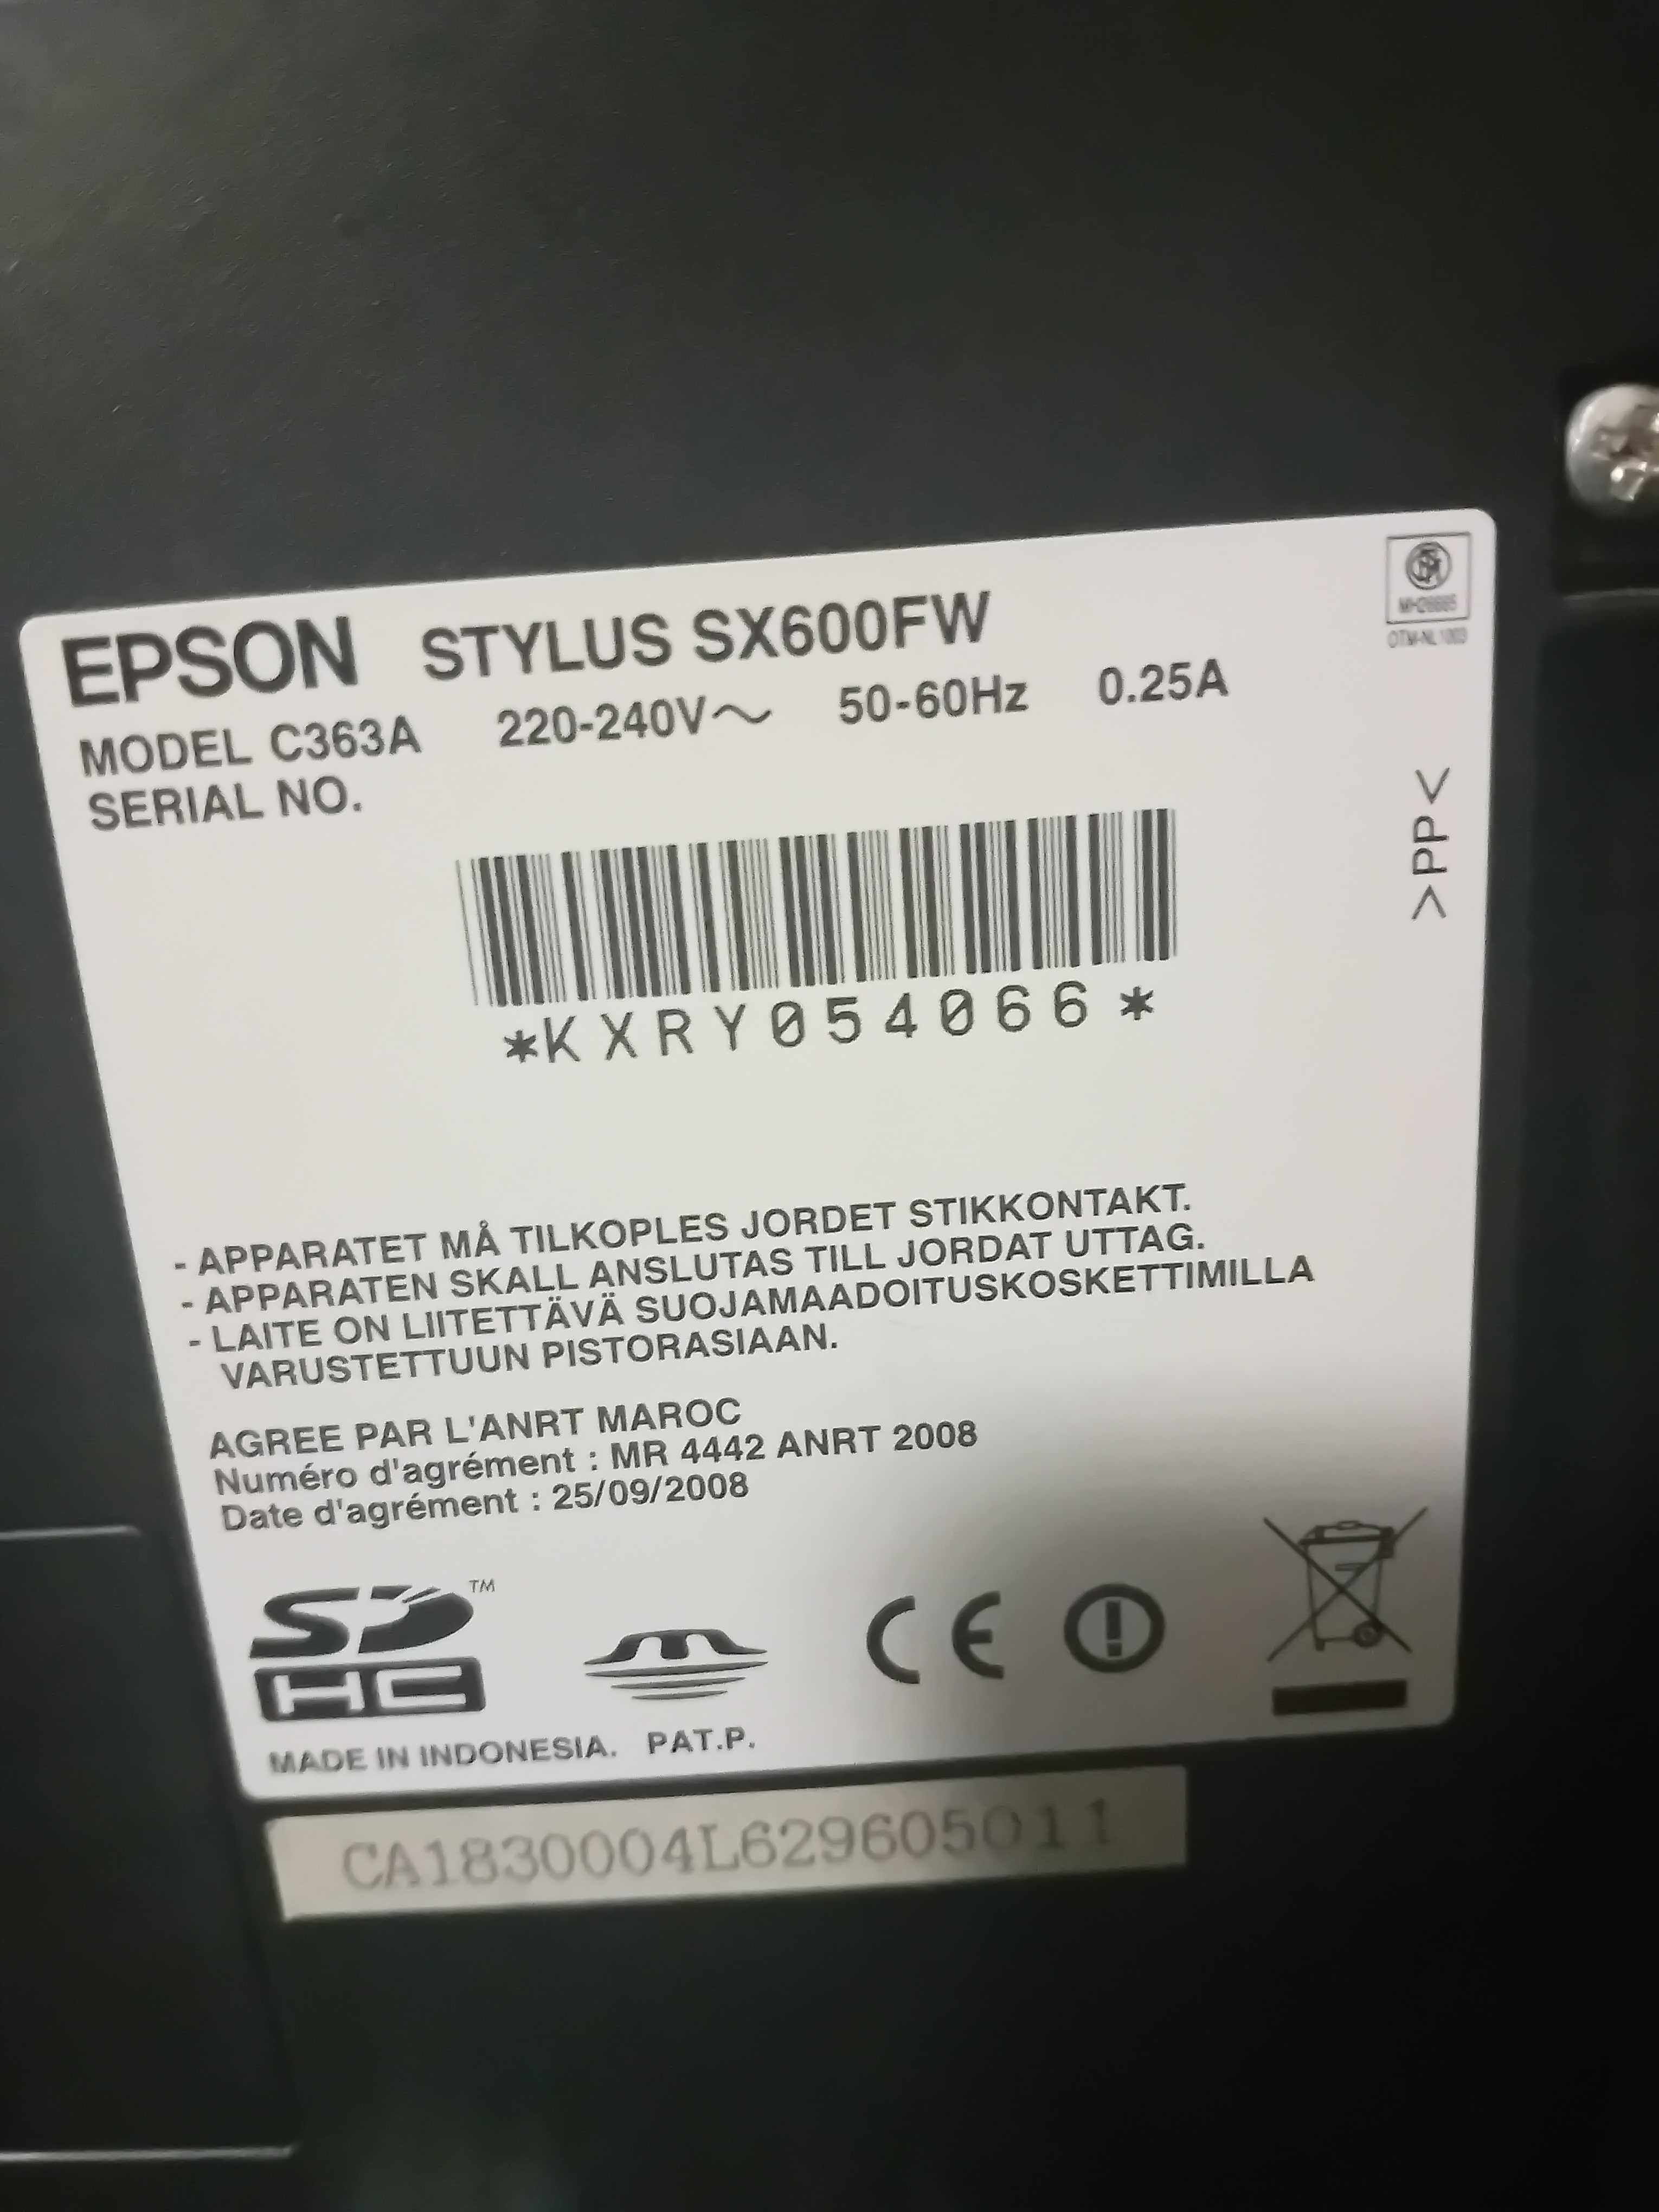 EPSON STYLUS SX600FW
MODEL C363A 220-240V～ 50-60Hz 0.25A
SERIAL NO.
>PP<
*KXRY054066*
- APPARATET MÅ TILKOPLES JORDET STIKKONTAKT.
- APPARATEN SKALL ANSLUTAS TILL JORDAT UTTAG.
- LAITE ON LIITETTÄVÄ SUOJAMAADOITUSKOSKETTIMILLA
VARUSTETTUUN PISTORASIAAN.
AGREE PAR L'ANRT MAROC
Numéro d'agrément : MR 4442 ANRT 2008
Date d'agrément : 25/09/2008
SD™
HC
CE
MADE IN INDONESIA. PAT.P.
CA1830004L629605011